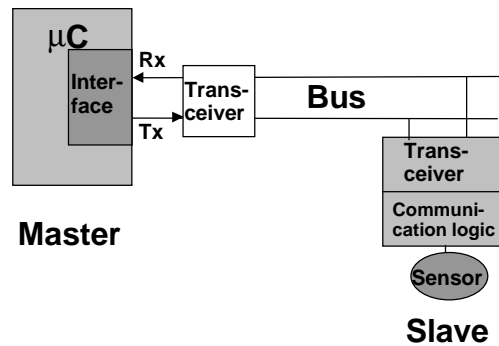 μC
Inter-
face
Rx
Tx
Trans-
ceiver
Bus
Trans-
ceiver
Communi-
cation logic
Sensor
Master
Slave